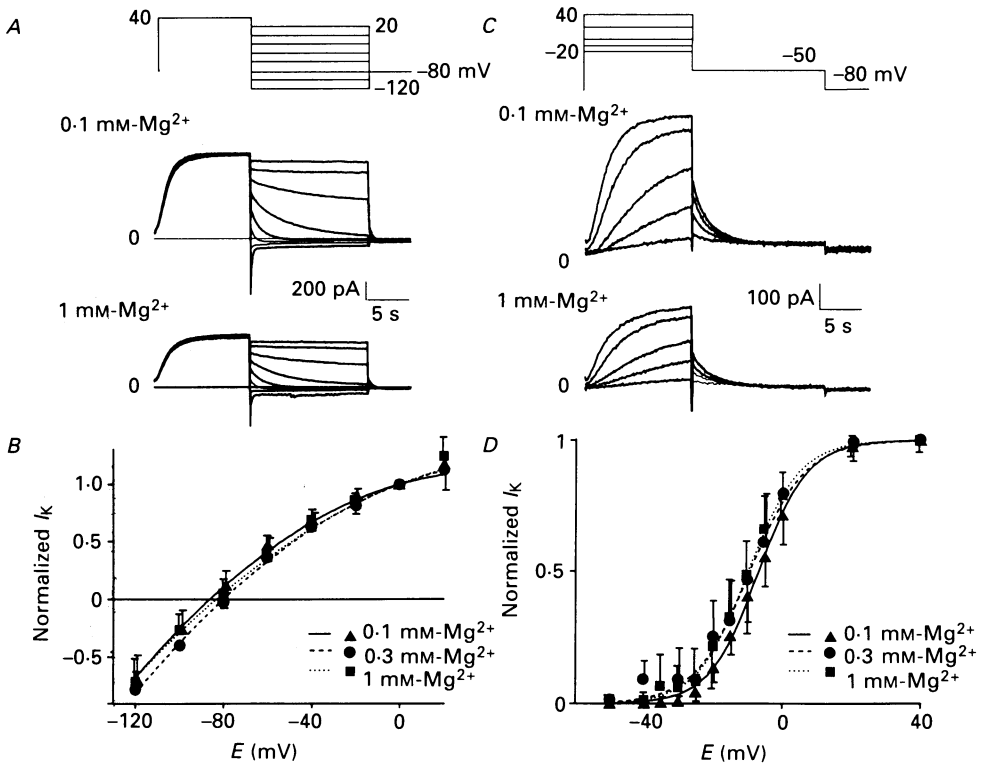 A
40
20
−80 mV
−120
0·1 mM-Mg2+
0
200 pA
5 s
1 mM-Mg2+
0
B
Normalized IK
1·0
0·5
0
−0·5
0·1 mM-Mg2+
0·3 mM-Mg2+
1 mM-Mg2+
−120
−80
−40
0
E (mV)
C
40
−20
−50
−80 mV
0·1 mM-Mg2+
0
100 pA
5 s
1 mM-Mg2+
0
D
Normalized IK
1
0·5
0
0·1 mM-Mg2+
0·3 mM-Mg2+
1 mM-Mg2+
−40
0
40
E (mV)